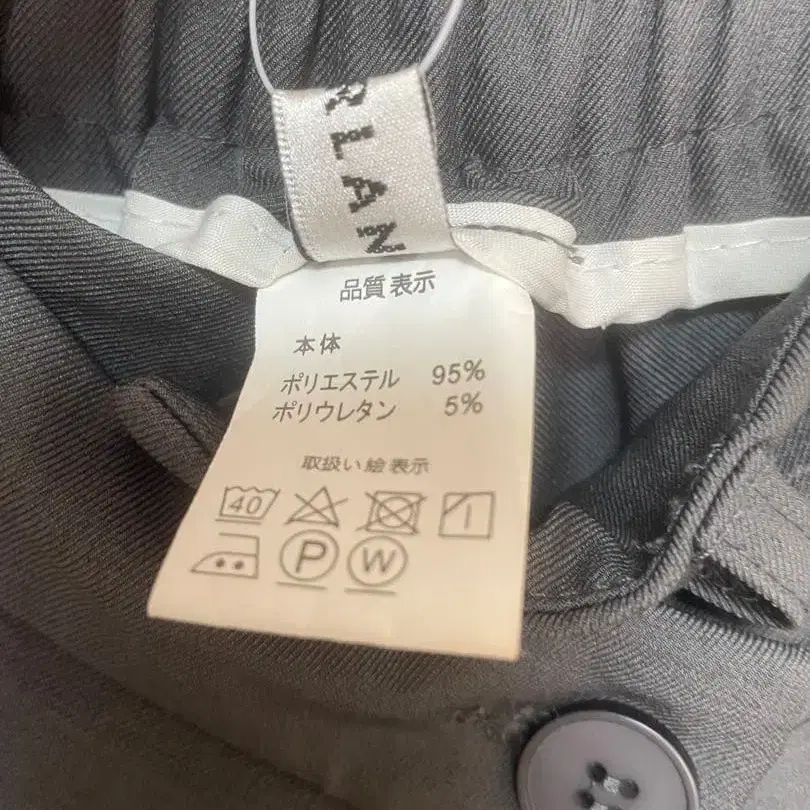 RLAN
品質表示
本体
ポリエステル 95%
ポリウレタン 5%
取扱い絵表示
40
P W